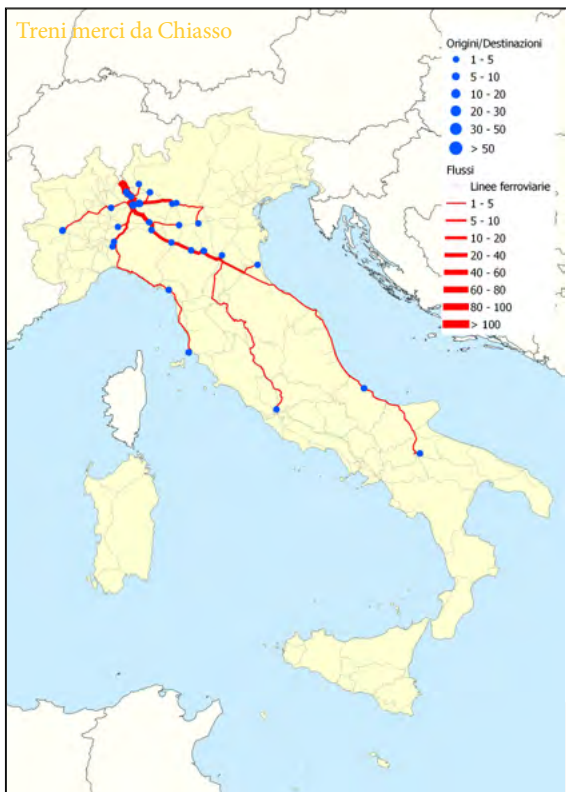 Treni merci da Chiasso
Origini/Destinazioni
1 - 5
5 - 10
10 - 20
20 - 30
30 - 50
> 50
Flussi
Linee ferroviarie
1 - 5
5 - 10
10 - 20
20 - 40
40 - 60
60 - 80
80 - 100
> 100